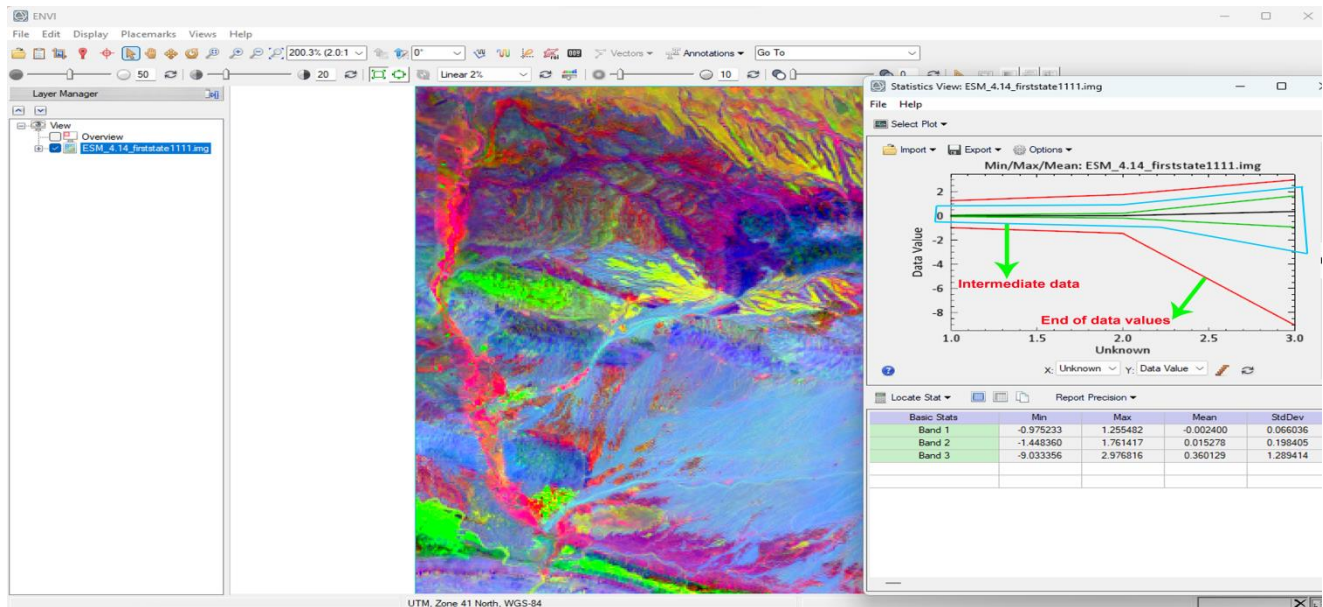 ENVI
File Edit Display Placemarks Views Help
200.3% (2.0:1 0° Vectors Annotations Go To
50 20 Linear 2% 10 0
Layer Manager
View
Overview
ESM_4.14_firststate1111.img
Statistics View: ESM_4.14_firststate1111.img
File Help
Select Plot
Import Export Options
Min/Max/Mean: ESM_4.14_firststate1111.img
Data Value
2
0
-2
-4
-6
-8
Intermediate data
End of data values
1.0 1.5 2.0 2.5 3.0
Unknown
X: Unknown Y: Data Value
Locate Stat Report Precision
Basic Stats Min Max Mean StdDev
Band 1 -0.975233 1.255482 -0.002400 0.066036
Band 2 -1.448360 1.761417 0.015278 0.198405
Band 3 -9.033356 2.976816 0.360129 1.289414
UTM, Zone 41 North, WGS-84